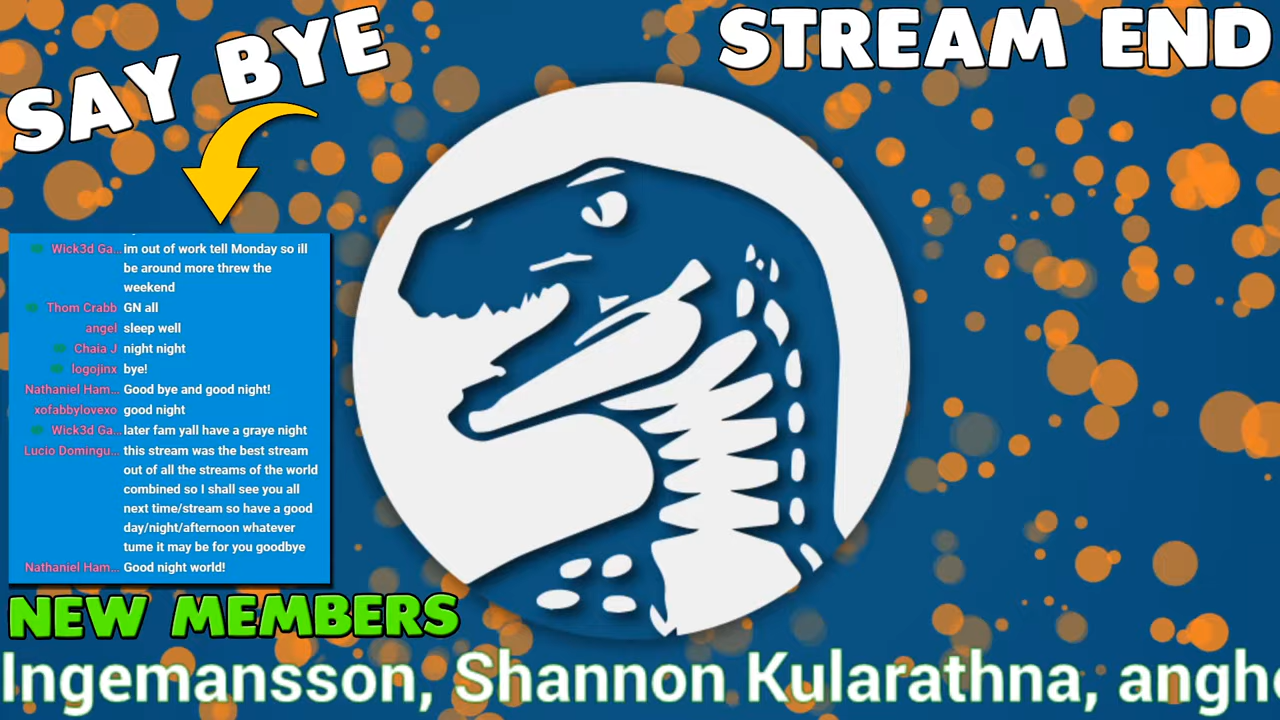 SAY BYE
STREAM END
Wick3d Ga... im out of work tell Monday so ill
be around more threw the
weekend
Thom Crabb GN all
angel sleep well
Chaia J night night
logojinx bye!
Nathaniel Ham... Good bye and good night!
xofabbylovexo good night
Wick3d Ga... later fam yall have a graye night
Lucio Domingu... this stream was the best stream
out of all the streams of the world
combined so I shall see you all
next time/stream so have a good
day/night/afternoon whatever
tume it may be for you goodbye
Nathaniel Ham... Good night world!
NEW MEMBERS
Ingemansson, Shannon Kularathna,